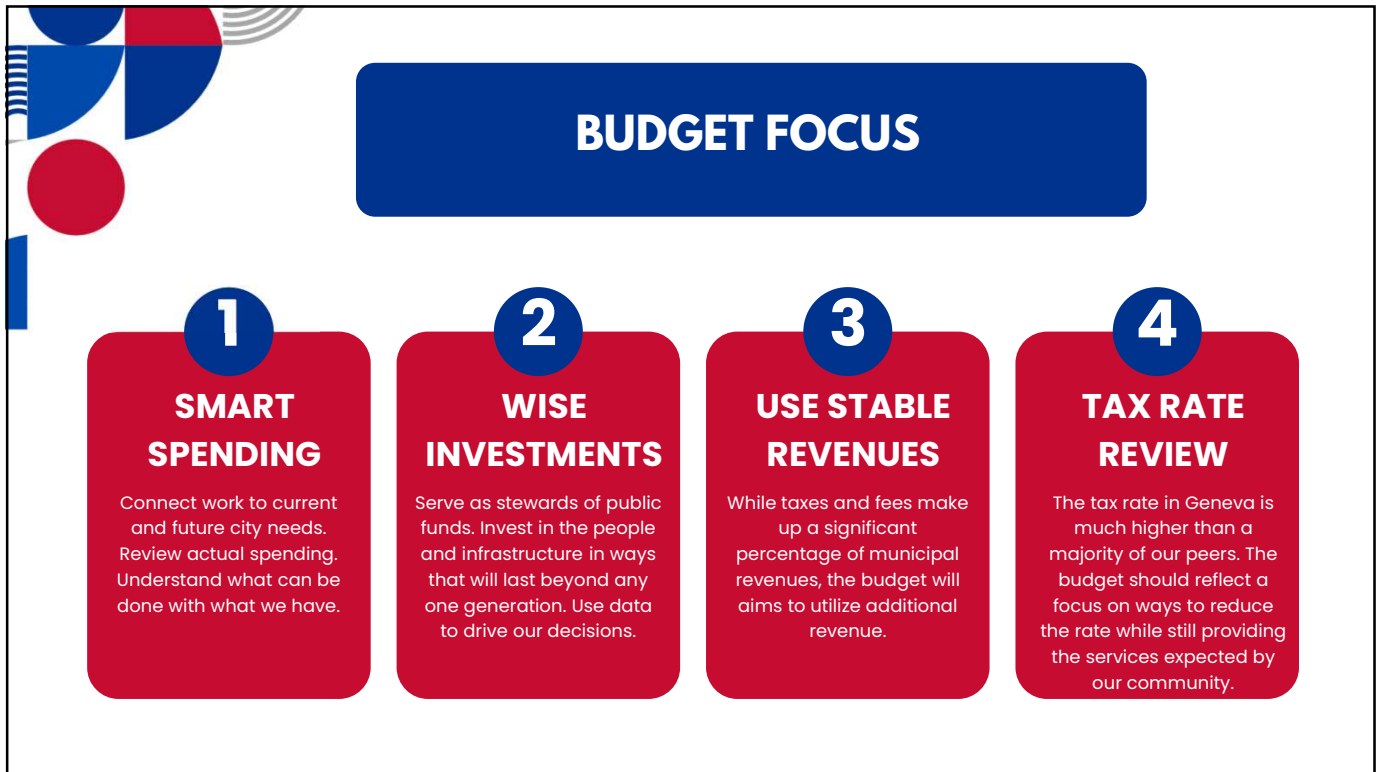 BUDGET FOCUS
1
SMART
SPENDING
Connect work to current
and future city needs.
Review actual spending.
Understand what can be
done with what we have.
2
WISE
INVESTMENTS
Serve as stewards of public
funds. Invest in the people
and infrastructure in ways
that will last beyond any
one generation. Use data
to drive our decisions.
3
USE STABLE
REVENUES
While taxes and fees make
up a significant
percentage of municipal
revenues, the budget will
aims to utilize additional
revenue.
4
TAX RATE
REVIEW
The tax rate in Geneva is
much higher than a
majority of our peers. The
budget should reflect a
focus on ways to reduce
the rate while still providing
the services expected by
our community.